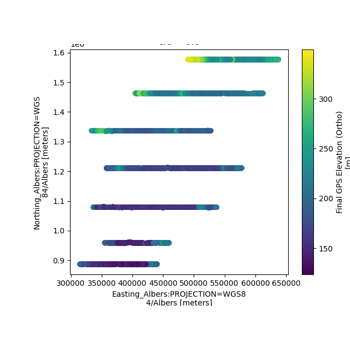 1e6
1.6
1.5
1.4
1.3
1.2
1.1
1.0
0.9
Northing_Albers:PROJECTION=WGS
84/Albers [meters]
300000 350000 400000 450000 500000 550000 600000 650000
Easting_Albers:PROJECTION=WGS8
4/Albers [meters]
300
250
200
150
Final GPS Elevation (Ortho)
[m]